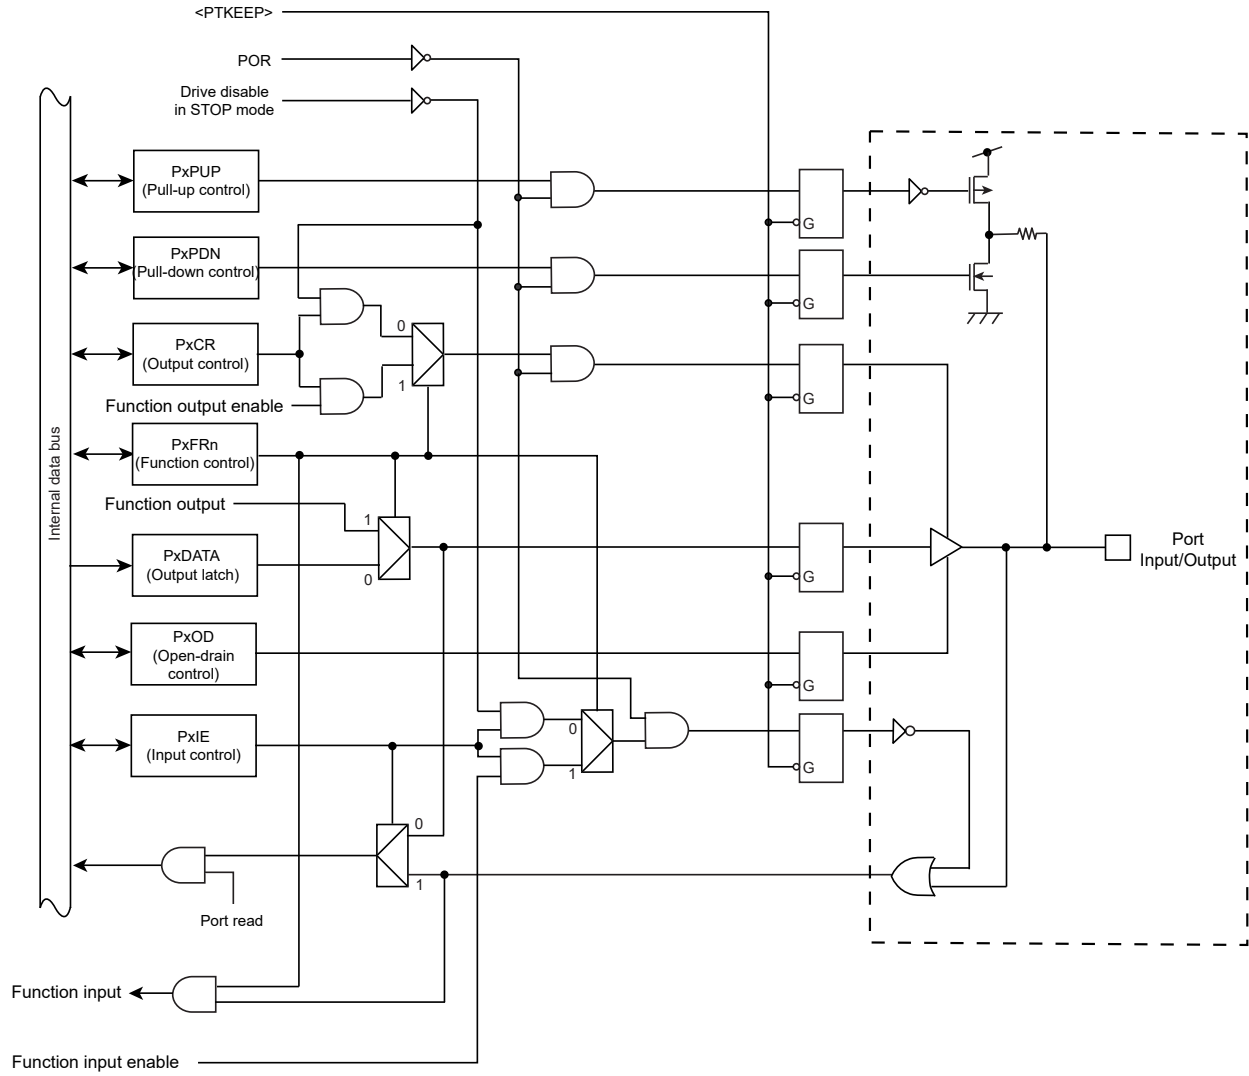 <PTKEEP>
POR
Drive disable
in STOP mode
PxPUP
(Pull-up control)
G
PxPDN
(Pull-down control)
G
0
PxCR
(Output control)
1
G
Function output enable
PxFRn
(Function control)
Internal data bus
Function output
1
PxDATA
(Output latch)
0
G
Port
Input/Output
PxOD
(Open-drain
control)
G
0
PxIE
(Input control)
1
G
0
1
Port read
Function input
Function input enable